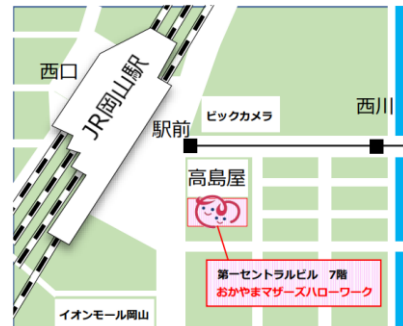 西口
JR岡山駅
駅前
ビックカメラ
西川
高島屋
第一セントラルビル 7階
おかやまマザーズハローワーク
イオンモール岡山